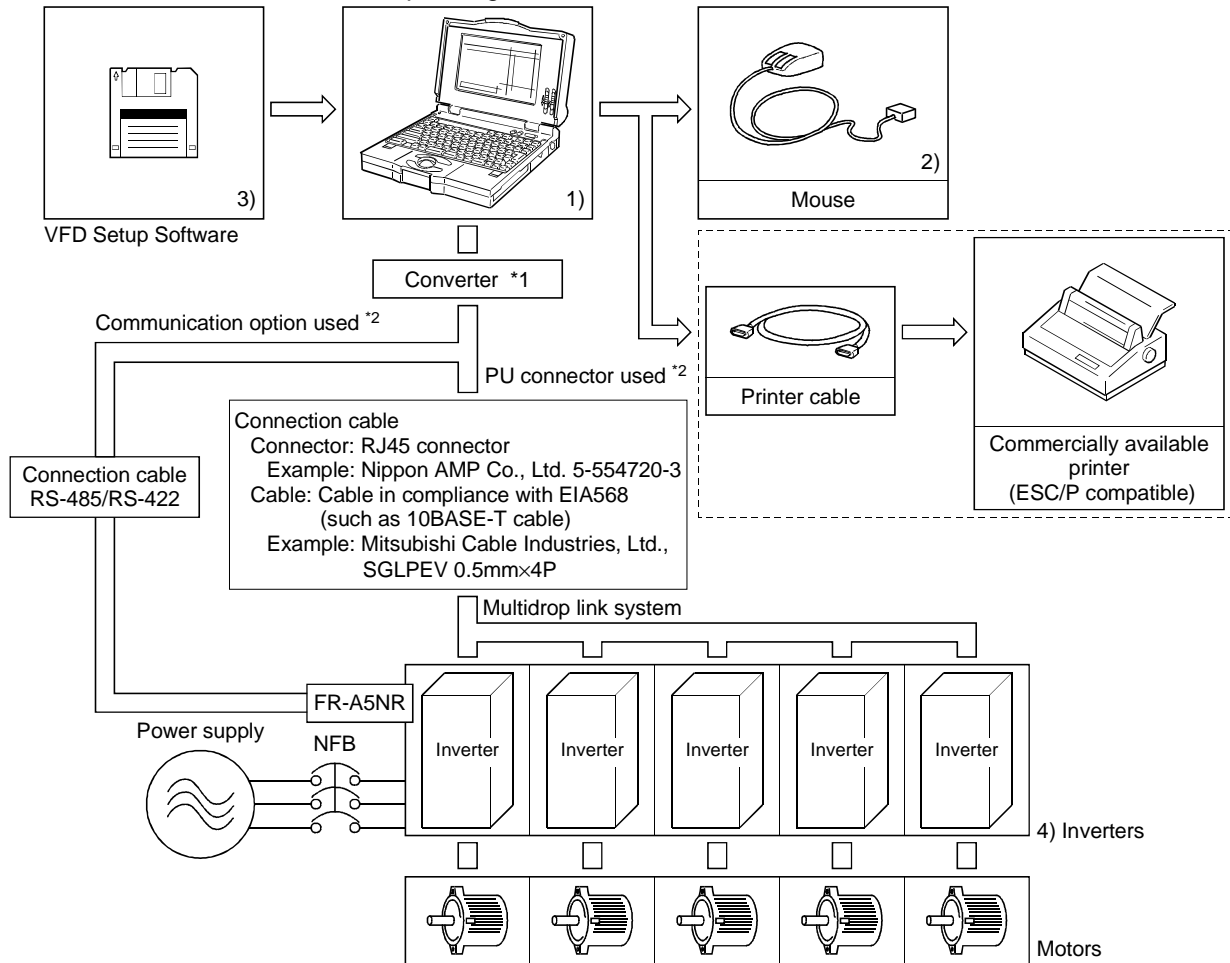 3)
VFD Setup Software
1)
2)
Mouse
Converter *1
Communication option used *2
PU connector used *2
Printer cable
Commercially available
printer
(ESC/P compatible)
Connection cable
Connector: RJ45 connector
Example: Nippon AMP Co., Ltd. 5-554720-3
Cable: Cable in compliance with EIA568
(such as 10BASE-T cable)
Example: Mitsubishi Cable Industries, Ltd.,
SGLPEV 0.5mm×4P
Connection cable
RS-485/RS-422
Multidrop link system
FR-A5NR
Power supply
NFB
Inverter
Inverter
Inverter
Inverter
Inverter
4) Inverters
Motors